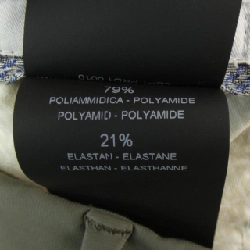 79%
POLIAMMIDICA - POLYAMIDE
POLYAMID - POLYAMIDE
21%
ELASTAN - ELASTANE
ELASTHAN - ELASTHANNE